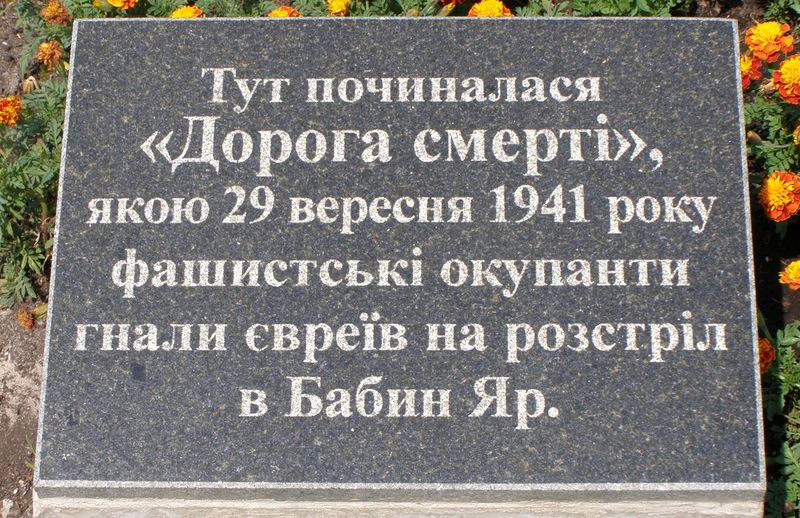 Тут починалася
«Дорога смерті»,
якою 29 вересня 1941 року
фашистські окупанти
гнали євреїв на розстріл
в Бабин Яр.